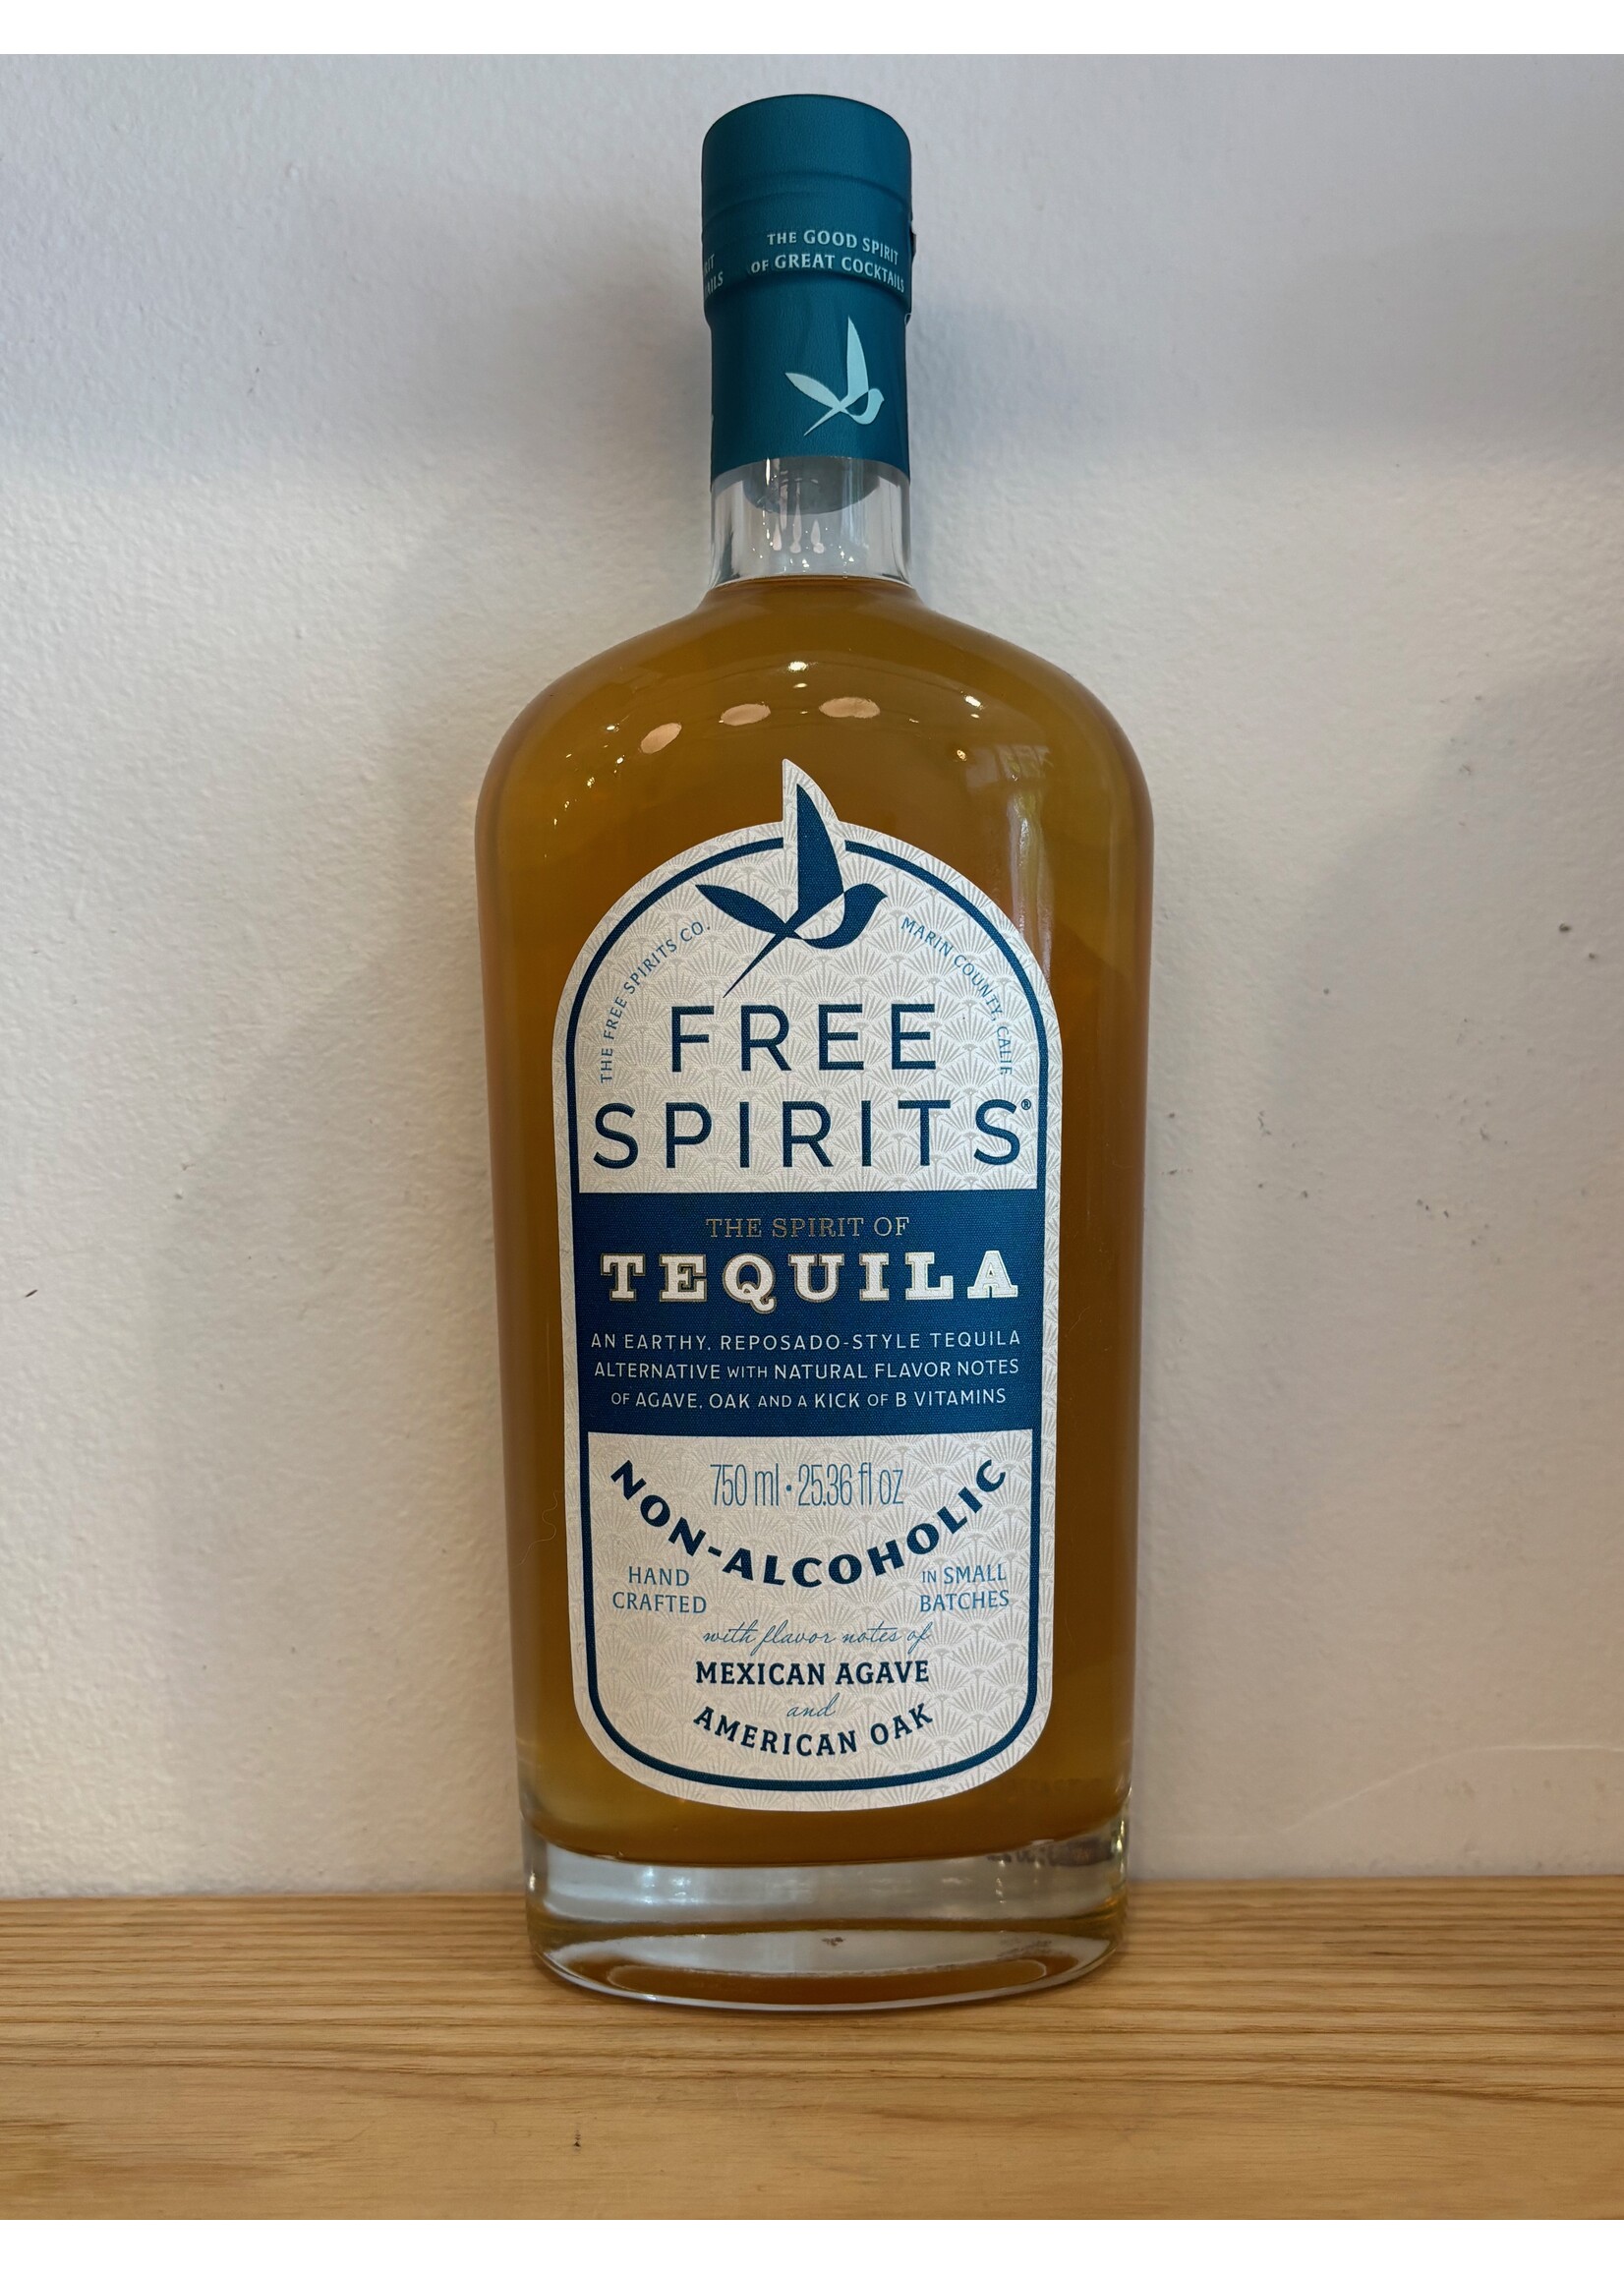 THE GOOD SPIRIT
OF GREAT COCKTAILS
THE FREE SPIRITS CO.
MARIN COUNTY, CALIF
FREE
SPIRITS®
THE SPIRIT OF
TEQUILA
AN EARTHY, REPOSADO-STYLE TEQUILA
ALTERNATIVE WITH NATURAL FLAVOR NOTES
OF AGAVE, OAK AND A KICK OF B VITAMINS
750 ml • 25.36 fl oz
NON-ALCOHOLIC
HAND
CRAFTED
IN SMALL
BATCHES
with flavor notes of
MEXICAN AGAVE
and
AMERICAN OAK